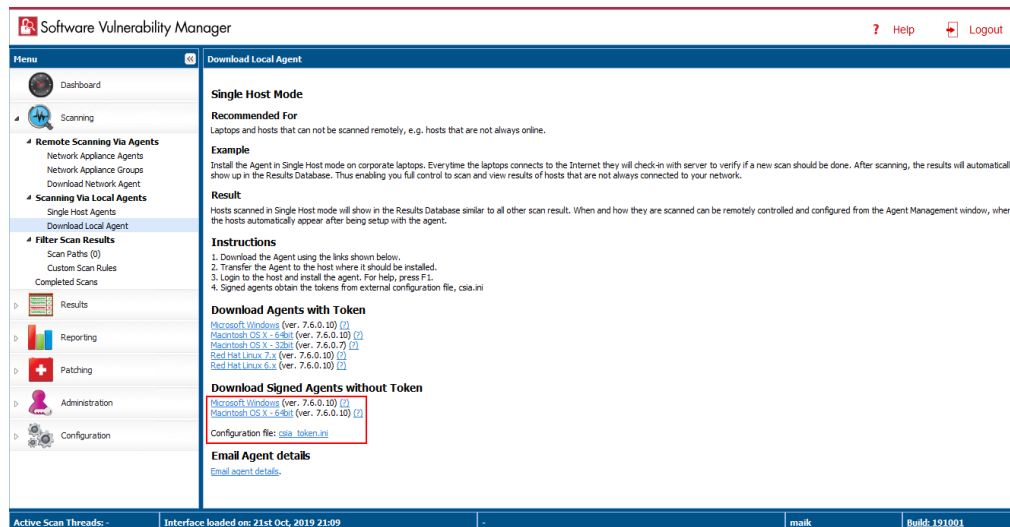 Software Vulnerability Manager
? Help
Logout
Menu
Dashboard
Scanning
Remote Scanning Via Agents
Network Appliance Agents
Network Appliance Groups
Download Network Agent
Scanning Via Local Agents
Single Host Agents
Download Local Agent
Filter Scan Results
Scan Paths (0)
Custom Scan Rules
Completed Scans
Results
Reporting
Patching
Administration
Configuration
Download Local Agent
Single Host Mode
Recommended For
Laptops and hosts that can not be scanned remotely, e.g. hosts that are not always online.
Example
Install the Agent in Single Host mode on corporate laptops. Everytime the laptops connects to the Internet they will check-in with server to verify if a new scan should be done. After scanning, the results will automaticall
show up in the Results Database. Thus enabling you full control to scan and view results of hosts that are not always connected to your network.
Result
Hosts scanned in Single Host mode will show in the Results Database similar to all other scan result. When and how they are scanned can be remotely controlled and configured from the Agent Management window, wher
the hosts automatically appear after being setup with the agent.
Instructions
1. Download the Agent using the links shown below.
2. Transfer the Agent to the host where it should be installed.
3. Login to the host and install the agent. For help, press F1.
4. Signed agents obtain the tokens from external configuration file, csia.ini
Download Agents with Token
Microsoft Windows (ver. 7.6.0.10) (?)
Macintosh OS X - 64bit (ver. 7.6.0.10) (?)
Macintosh OS X - 32bit (ver. 7.6.0.7) (?)
Red Hat Linux 7.x (ver. 7.6.0.10) (?)
Red Hat Linux 6.x (ver. 7.6.0.10) (?)
Download Signed Agents without Token
Microsoft Windows (ver. 7.6.0.10) (?)
Macintosh OS X - 64bit (ver. 7.6.0.10) (?)
Configuration file: csia_token.ini
Email Agent details
Email agent details.
Active Scan Threads: -
Interface loaded on: 21st Oct, 2019 21:09
-
maik
Build: 191001